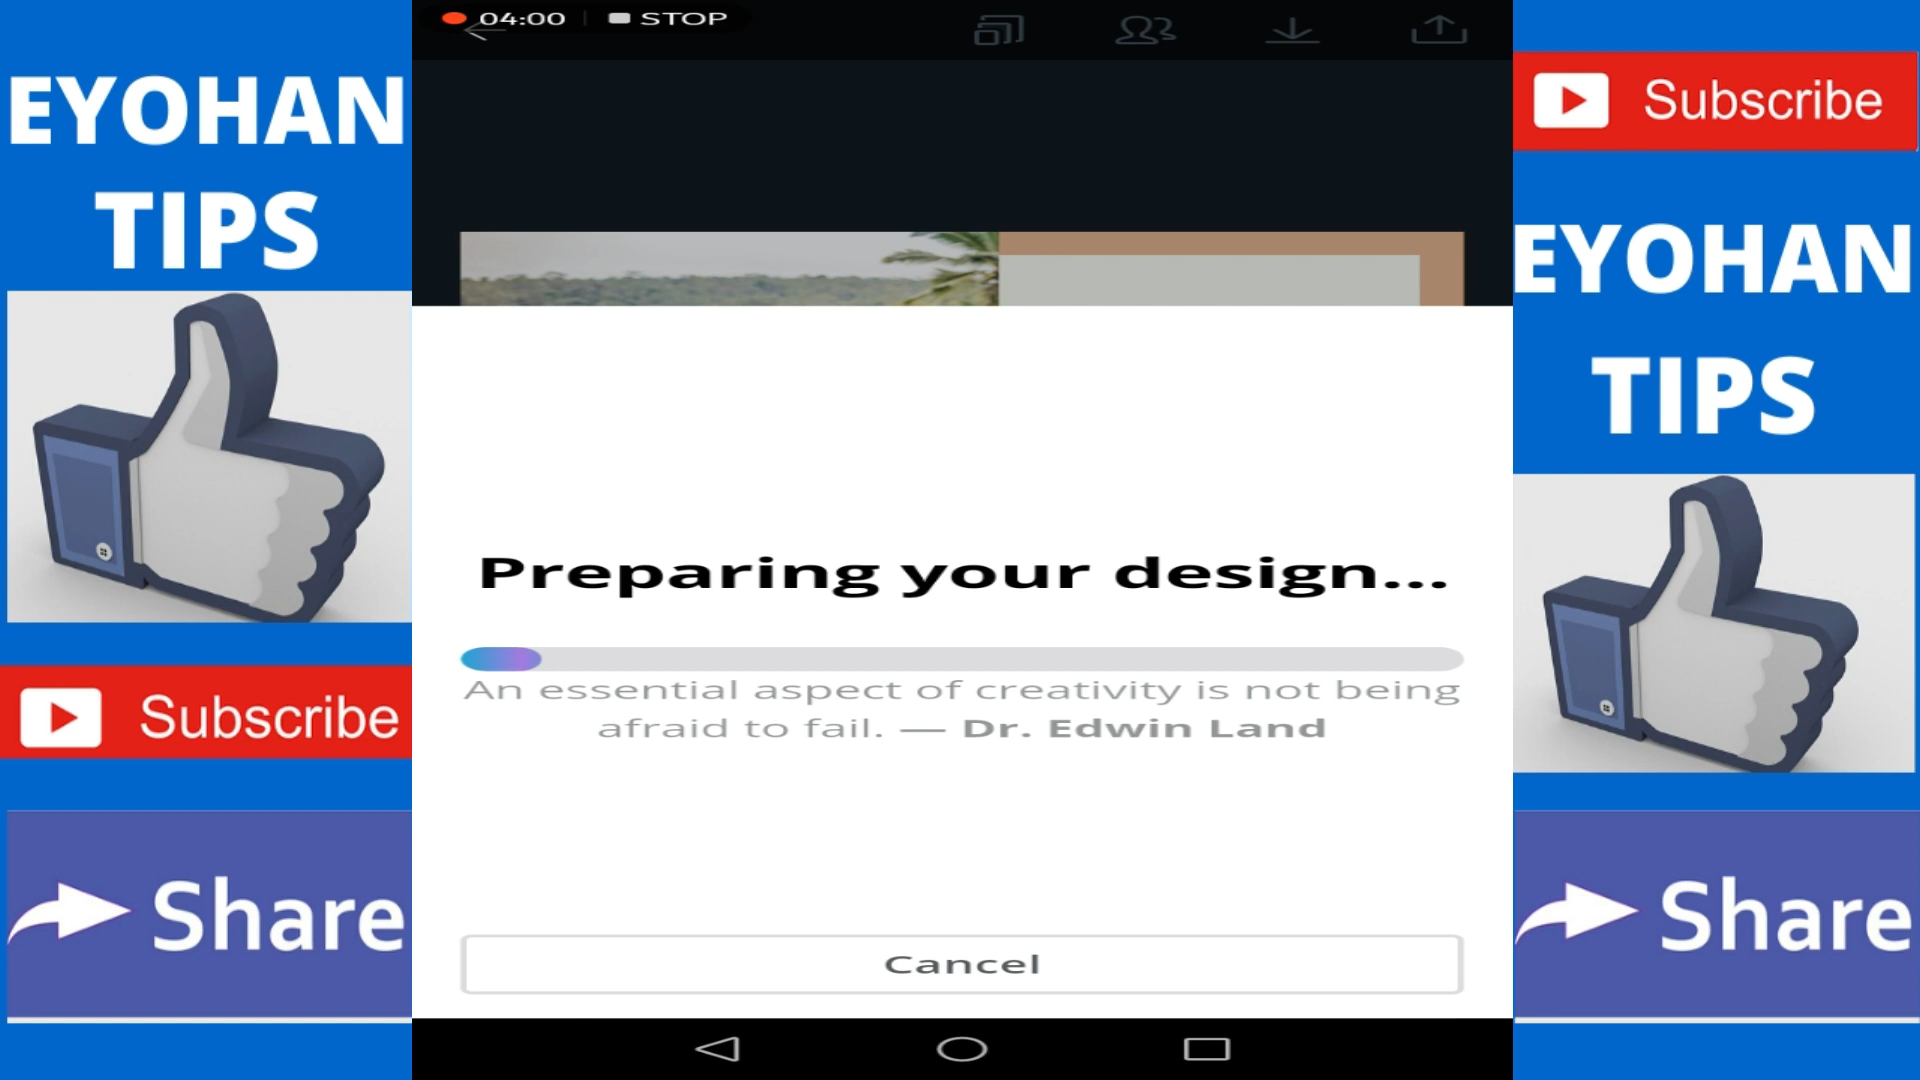 EYOHAN
TIPS
Subscribe
Share
04:00
STOP
Preparing your design...
An essential aspect of creativity is not being
afraid to fail. — Dr. Edwin Land
Cancel
Subscribe
EYOHAN
TIPS
Share